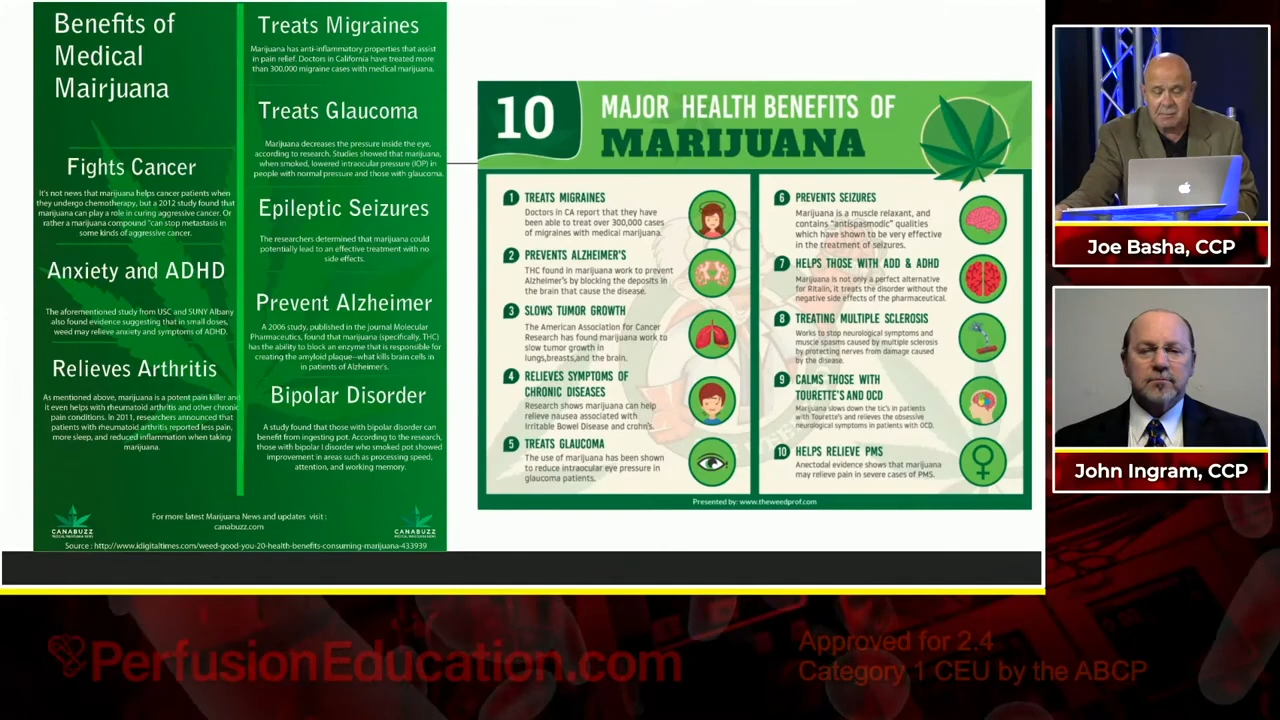 Benefits of
Medical
Mairjuana
Fights Cancer
It's not news that marijuana helps cancer patients when
they undergo chemotherapy, but a 2012 study found that
marijuana can play a role in curing aggressive cancer. Or
rather a marijuana compound "can stop metastasis in
some kinds of aggressive cancer.
Anxiety and ADHD
The aforementioned study from USC and SUNY Albany
also found evidence suggesting that in small doses,
weed may relieve anxiety and symptoms of ADHD.
Relieves Arthritis
As mentioned above, marijuana is a potent pain killer and
it even helps with rheumatoid arthritis and other chronic
pain conditions. In 2011, researchers announced that
patients with rheumatoid arthritis reported less pain,
more sleep, and reduced inflammation when taking
marijuana.
Treats Migraines
Marijuana has anti-inflammatory properties that assist
in pain relief. Doctors in California have treated more
than 300,000 migraine cases with medical marijuana.
Treats Glaucoma
Marijuana decreases the pressure inside the eye,
according to research. Studies showed that marijuana,
when smoked, lowered intraocular pressure (IOP) in
people with normal pressure and those with glaucoma.
Epileptic Seizures
The researchers determined that marijuana could
potentially lead to an effective treatment with no
side effects.
Prevent Alzheimer
A 2006 study, published in the journal Molecular
Pharmaceutics, found that marijuana (specifically, THC)
has the ability to block an enzyme that is responsible for
creating the amyloid plaque--what kills brain cells in
in patients of Alzheimer's.
Bipolar Disorder
A study found that those with bipolar disorder can
benefit from ingesting pot. According to the research,
those with bipolar I disorder who smoked pot showed
improvement in areas such as processing speed,
attention, and working memory.
CANABUZZ
MEDICAL MARIJUANA NEWS
For more latest Marijuana News and updates visit :
canabuzz.com
CANABUZZ
MEDICAL MARIJUANA NEWS
Source : http://www.idigitaltimes.com/weed-good-you-20-health-benefits-consuming-marijuana-433939
10
MAJOR HEALTH BENEFITS OF
MARIJUANA
1 TREATS MIGRAINES
Doctors in CA report that they have
been able to treat over 300,000 cases
of migraines with medical marijuana.
2 PREVENTS ALZHEIMER'S
THC found in marijuana work to prevent
Alzheimer's by blocking the deposits in
the brain that cause the disease.
3 SLOWS TUMOR GROWTH
The American Association for Cancer
Research has found marijuana work to
slow tumor growth in
lungs,breasts,and the brain.
4 RELIEVES SYMPTOMS OF
CHRONIC DISEASES
Research shows marijuana can help
relieve nausea associated with
Irritable Bowel Disease and crohn's.
5 TREATS GLAUCOMA
The use of marijuana has been shown
to reduce intraocular eye pressure in
glaucoma patients.
6 PREVENTS SEIZURES
Marijuana is a muscle relaxant, and
contains "antispasmodic" qualities
which have shown to be very effective
in the treatment of seizures.
7 HELPS THOSE WITH ADD & ADHD
Marijuana is not only a perfect alternative
for Ritalin, it treats the disorder without the
negative side effects of the pharmaceutical.
8 TREATING MULTIPLE SCLEROSIS
Works to stop neurological symptoms and
muscle spasms caused by multiple sclerosis
by protecting nerves from damage caused
by the disease.
9 CALMS THOSE WITH
TOURETTE'S AND OCD
Marijuana slows down the tic's in patients
with Tourette's and relieves the obsessive
neurological symptoms in patients with OCD.
10 HELPS RELIEVE PMS
Anectodal evidence shows that marijuana
may relieve pain in severe cases of PMS.
Presented by: www.theweedprof.com
Joe Basha, CCP
John Ingram, CCP
PerfusionEducation.com
Approved for 2.4
Category 1 CEU by the ABCP